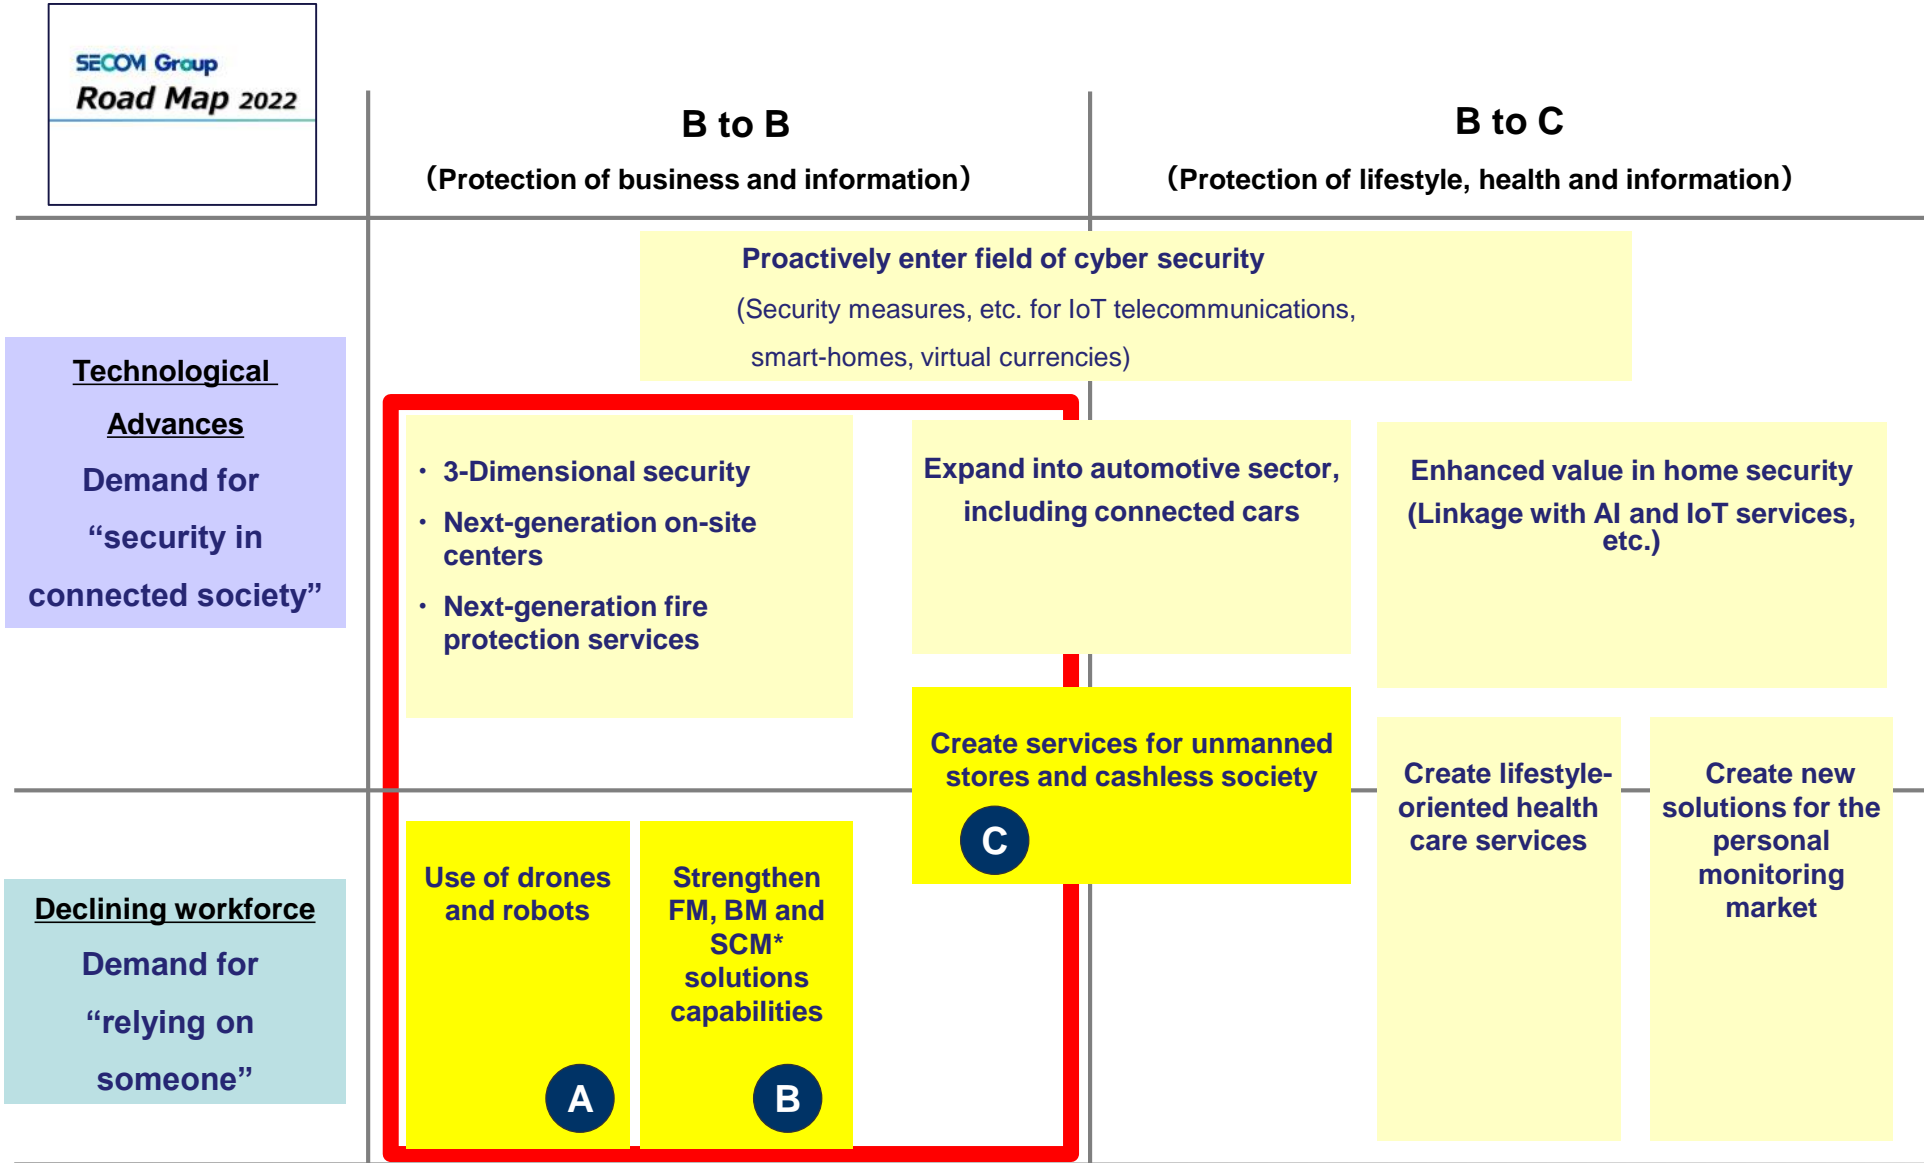 SECOM Group
Road Map 2022
B to B
（Protection of business and information）
B to C
（Protection of lifestyle, health and information）
Proactively enter field of cyber security
(Security measures, etc. for IoT telecommunications,
smart-homes, virtual currencies)
Technological
Advances
Demand for
“security in
connected society”
・ 3-Dimensional security
・ Next-generation on-site
centers
・ Next-generation fire
protection services
Expand into automotive sector,
including connected cars
Enhanced value in home security
(Linkage with AI and IoT services,
etc.)
Create services for unmanned
stores and cashless society
C
Create lifestyle-
oriented health
care services
Create new
solutions for the
personal
monitoring
market
Declining workforce
Demand for
“relying on
someone”
Use of drones
and robots
A
Strengthen
FM, BM and
SCM*
solutions
capabilities
B